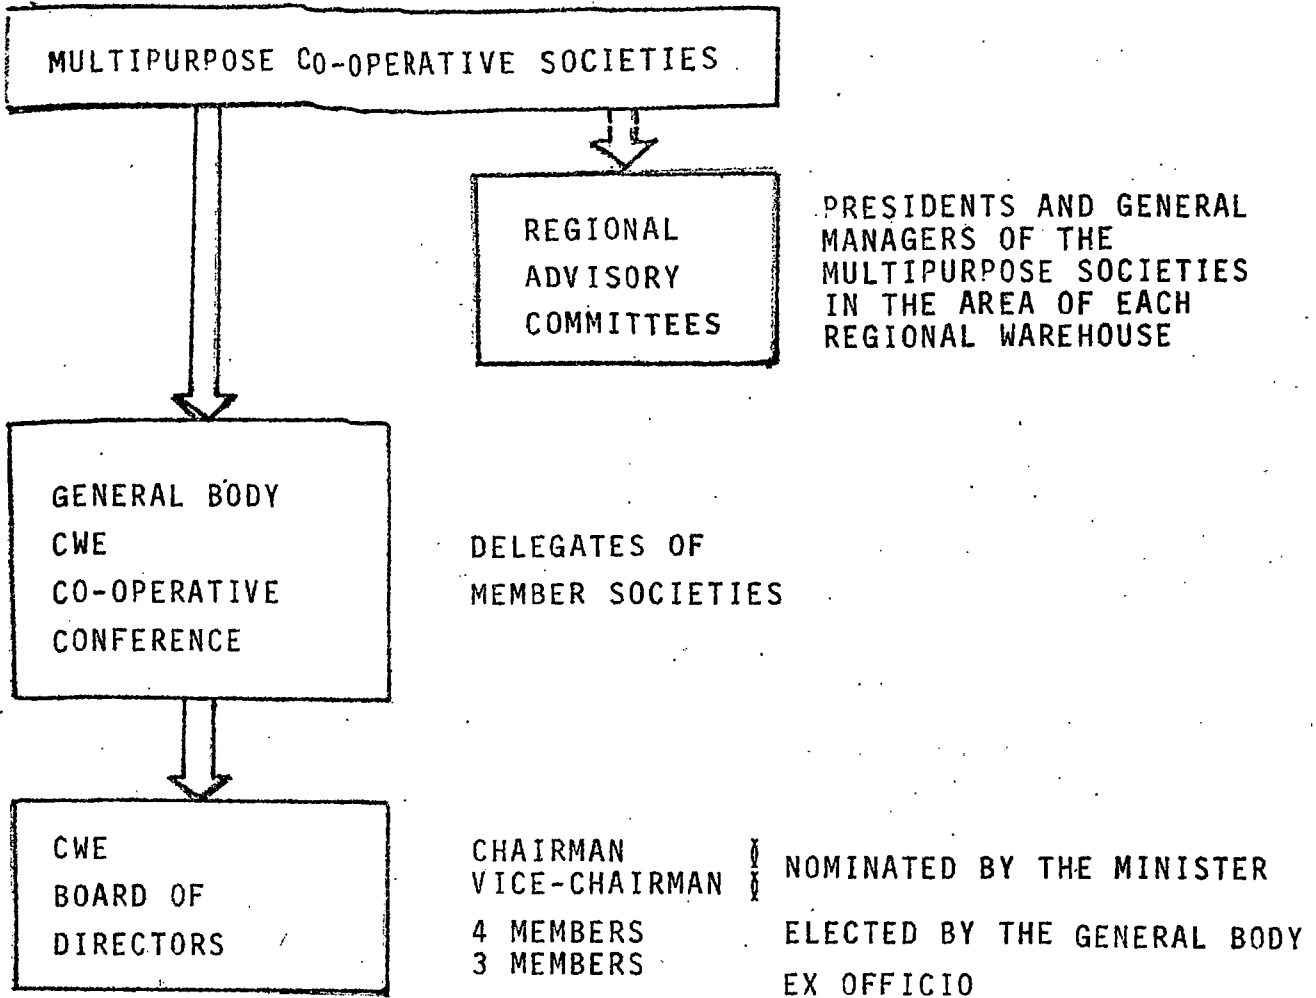 MULTIPURPOSE CO-OPERATIVE SOCIETIES
REGIONAL
ADVISORY
COMMITTEES
PRESIDENTS AND GENERAL
MANAGERS OF THE
MULTIPURPOSE SOCIETIES
IN THE AREA OF EACH
REGIONAL WAREHOUSE
GENERAL BODY
CWE
CO-OPERATIVE
CONFERENCE
DELEGATES OF
MEMBER SOCIETIES
CWE
BOARD OF
DIRECTORS
CHAIRMAN
VICE-CHAIRMAN
NOMINATED BY THE MINISTER
4 MEMBERS
ELECTED BY THE GENERAL BODY
3 MEMBERS
EX OFFICIO